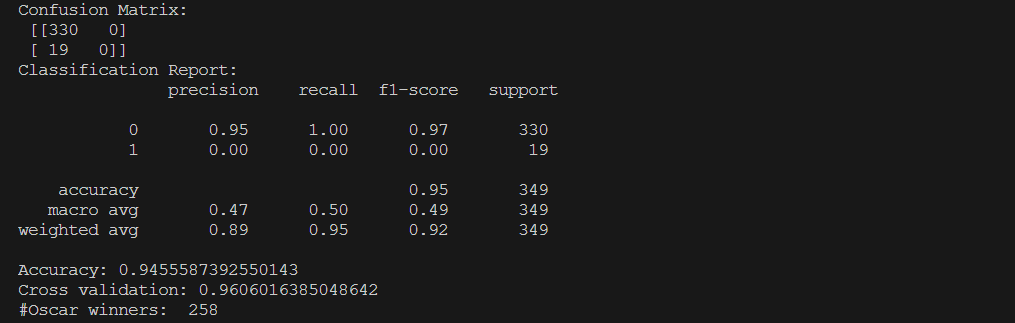 Confusion Matrix:
[[330 0]
[ 19 0]]
Classification Report:
precision recall f1-score support
0 0.95 1.00 0.97 330
1 0.00 0.00 0.00 19
accuracy 0.95 349
macro avg 0.47 0.50 0.49 349
weighted avg 0.89 0.95 0.92 349
Accuracy: 0.9455587392550143
Cross validation: 0.9606016385048642
#Oscar winners: 258